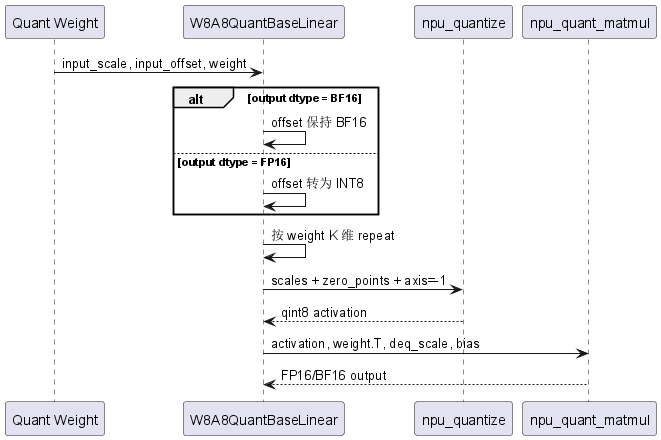 Quant Weight
W8A8QuantBaseLinear
npu_quantize
npu_quant_matmul
input_scale, input_offset, weight
alt
[output dtype = BF16]
offset 保持 BF16
[output dtype = FP16]
offset 转为 INT8
按 weight K 维 repeat
scales + zero_points + axis=-1
qint8 activation
activation, weight.T, deq_scale, bias
FP16/BF16 output
Quant Weight
W8A8QuantBaseLinear
npu_quantize
npu_quant_matmul